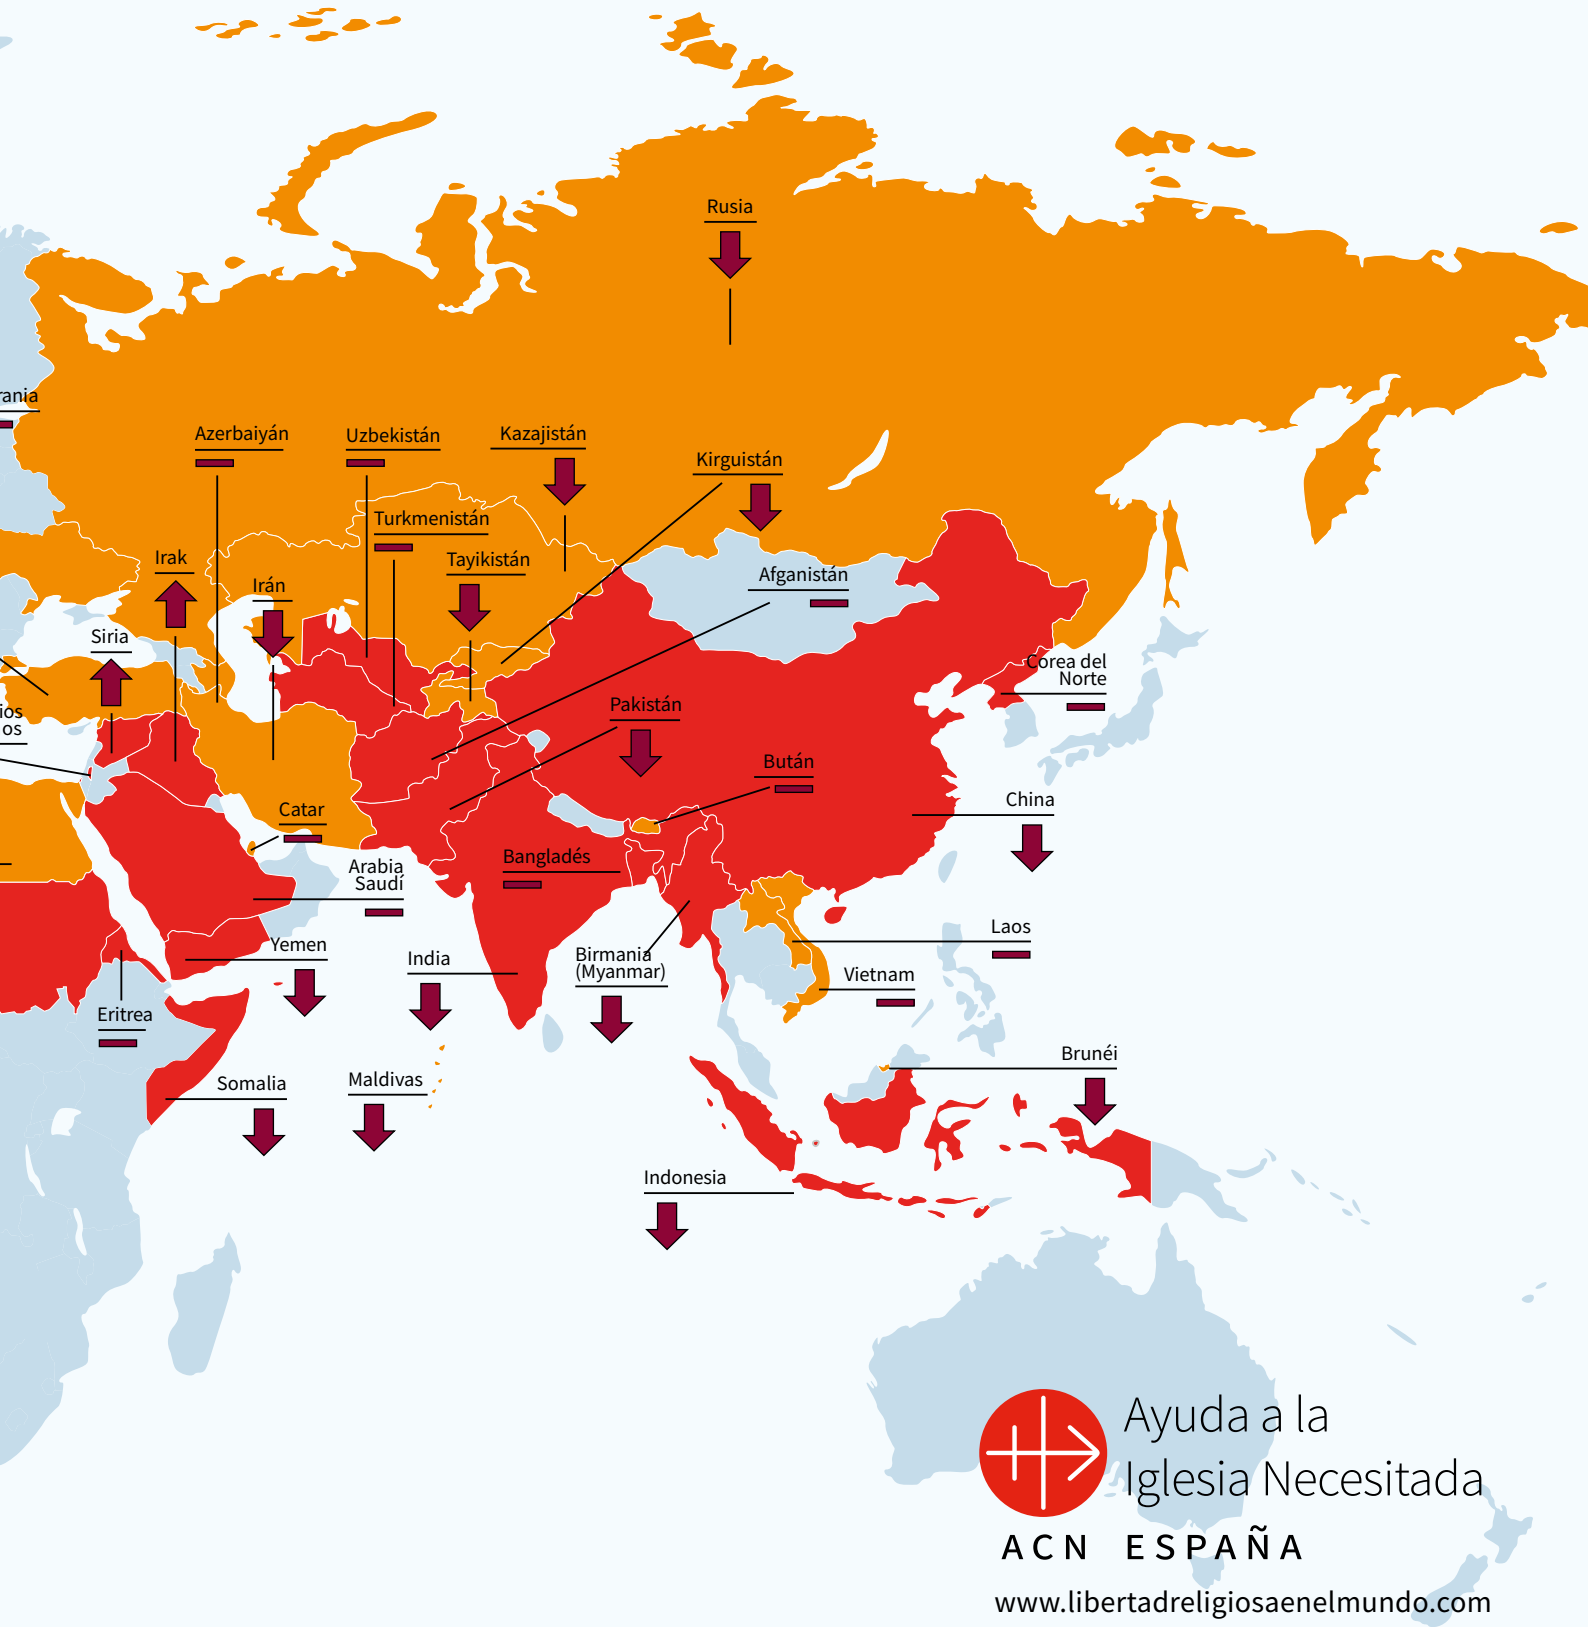 Rusia
rania
Azerbaiyán
Uzbekistán
Kazajistán
Kirguistán
Turkmenistán
Irak
Tayikistán
Irán
Afganistán
Siria
Corea del
Norte
Pakistán
ios
os
Bután
Catar
China
Bangladés
Arabia
Saudí
Laos
Yemen
India
Birmania
(Myanmar)
Vietnam
Eritrea
Brunéi
Somalia
Maldivas
Indonesia
Ayuda a la
Iglesia Necesitada
ACN ESPAÑA
www.libertadreligiosaenelmundo.com